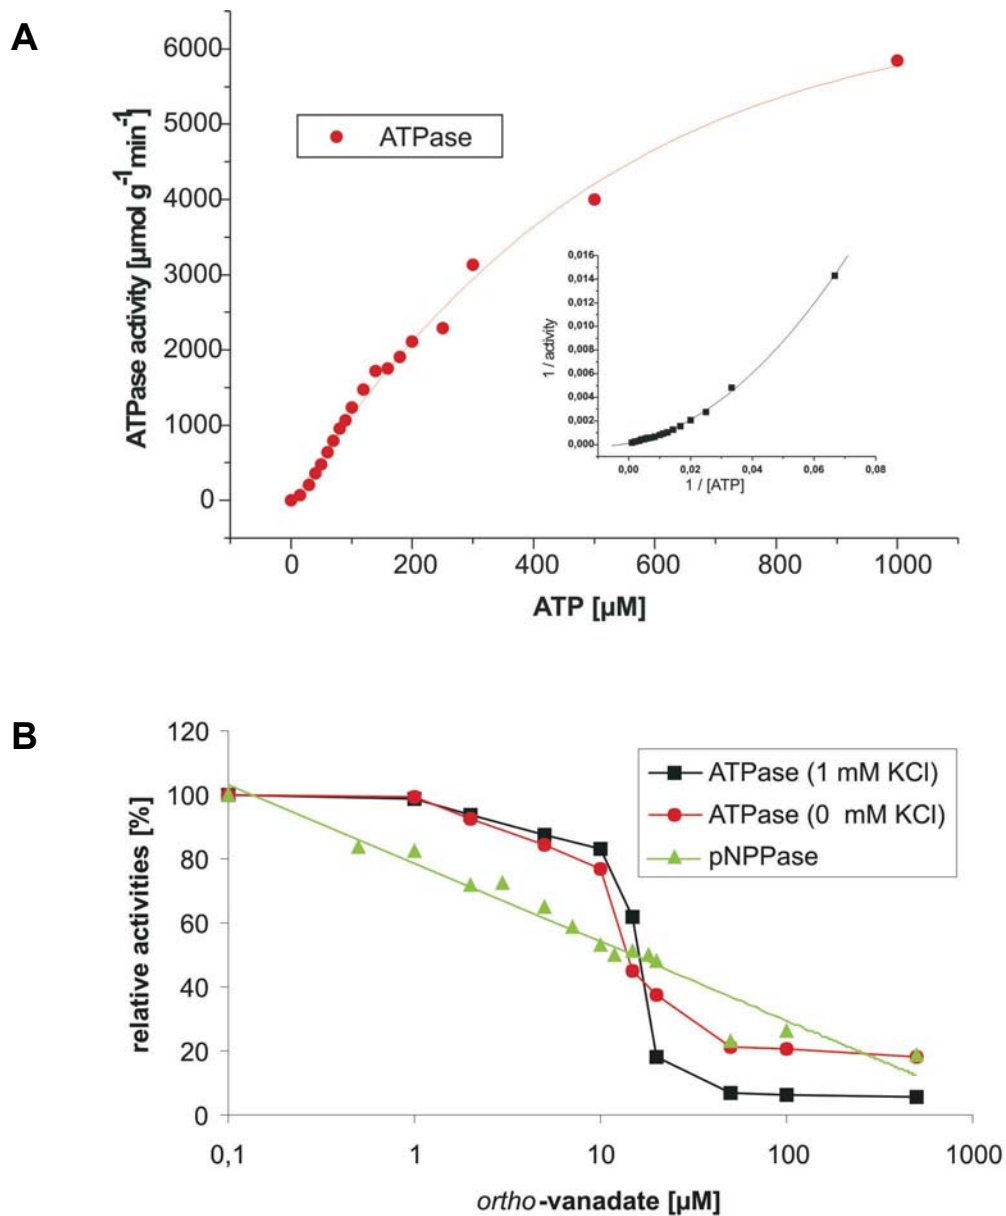 A
ATPase activity [µmol g-1min-1]
6000
5000
4000
3000
2000
1000
0
ATPase
0,016
0,014
0,012
0,010
0,008
0,006
0,004
0,002
0,000
1 / activity
0,00 0,02 0,04 0,06 0,08
1 / [ATP]
0 200 400 600 800 1000
ATP [µM]
B
relative activities [%]
120
100
80
60
40
20
0
ATPase (1 mM KCl)
ATPase (0 mM KCl)
pNPPase
0,1 1 10 100 1000
ortho-vanadate [µM]